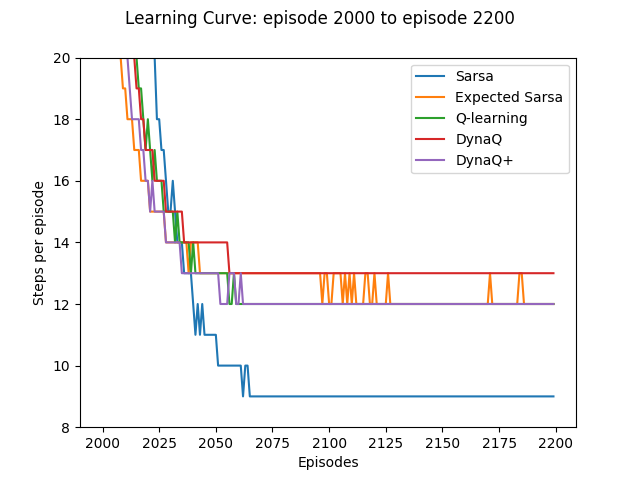 Learning Curve: episode 2000 to episode 2200
20
18
16
14
12
10
8
Steps per episode
Sarsa
Expected Sarsa
Q-learning
DynaQ
DynaQ+
2000 2025 2050 2075 2100 2125 2150 2175 2200
Episodes